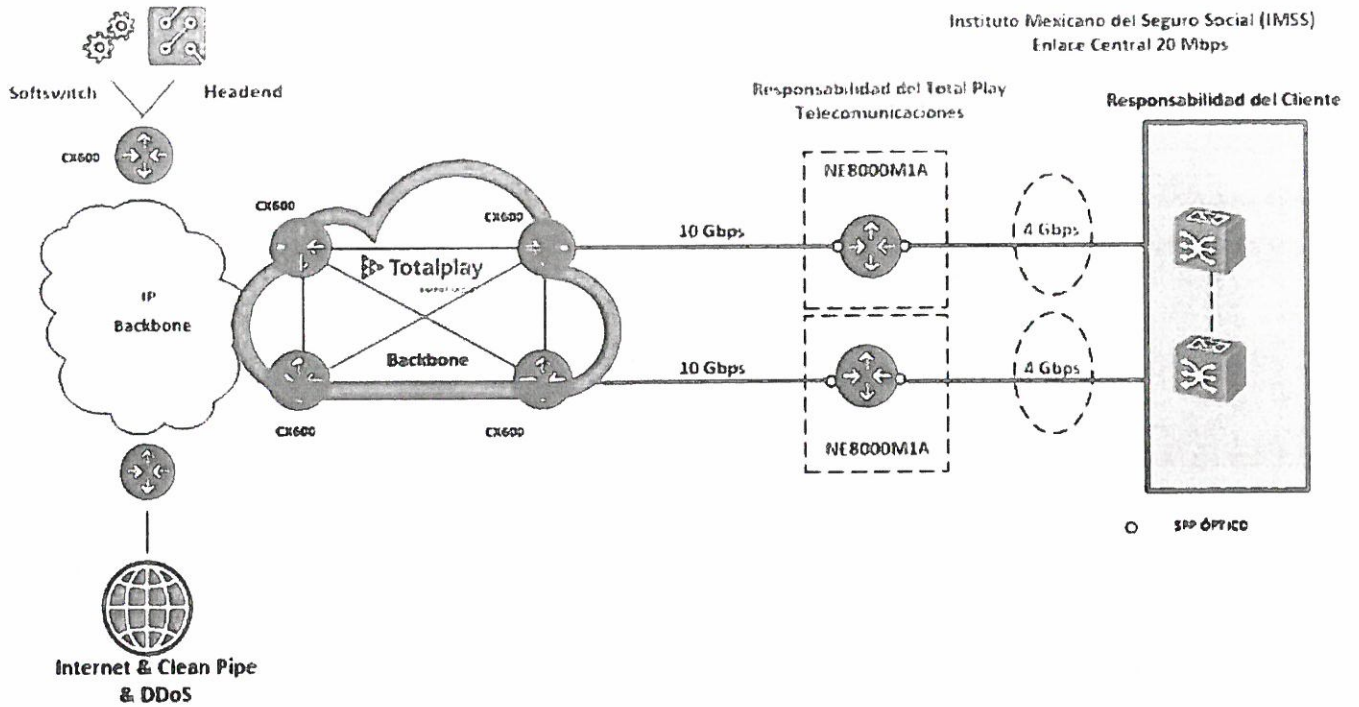 Instituto Mexicano del Seguro Social (IMSS)
Enlace Central 20 Mbps
Softswitch
Headend
Responsabilidad del Total Play
Telecomunicaciones
Responsabilidad del Cliente
CX600
NE8000M1A
CX600
CX600
10 Gbps
4 Gbps
Totalplay
IP
Backbone
Backbone
10 Gbps
4 Gbps
CX600
CX600
NE8000M1A
SFP ÓPTICO
Internet & Clean Pipe
& DDoS